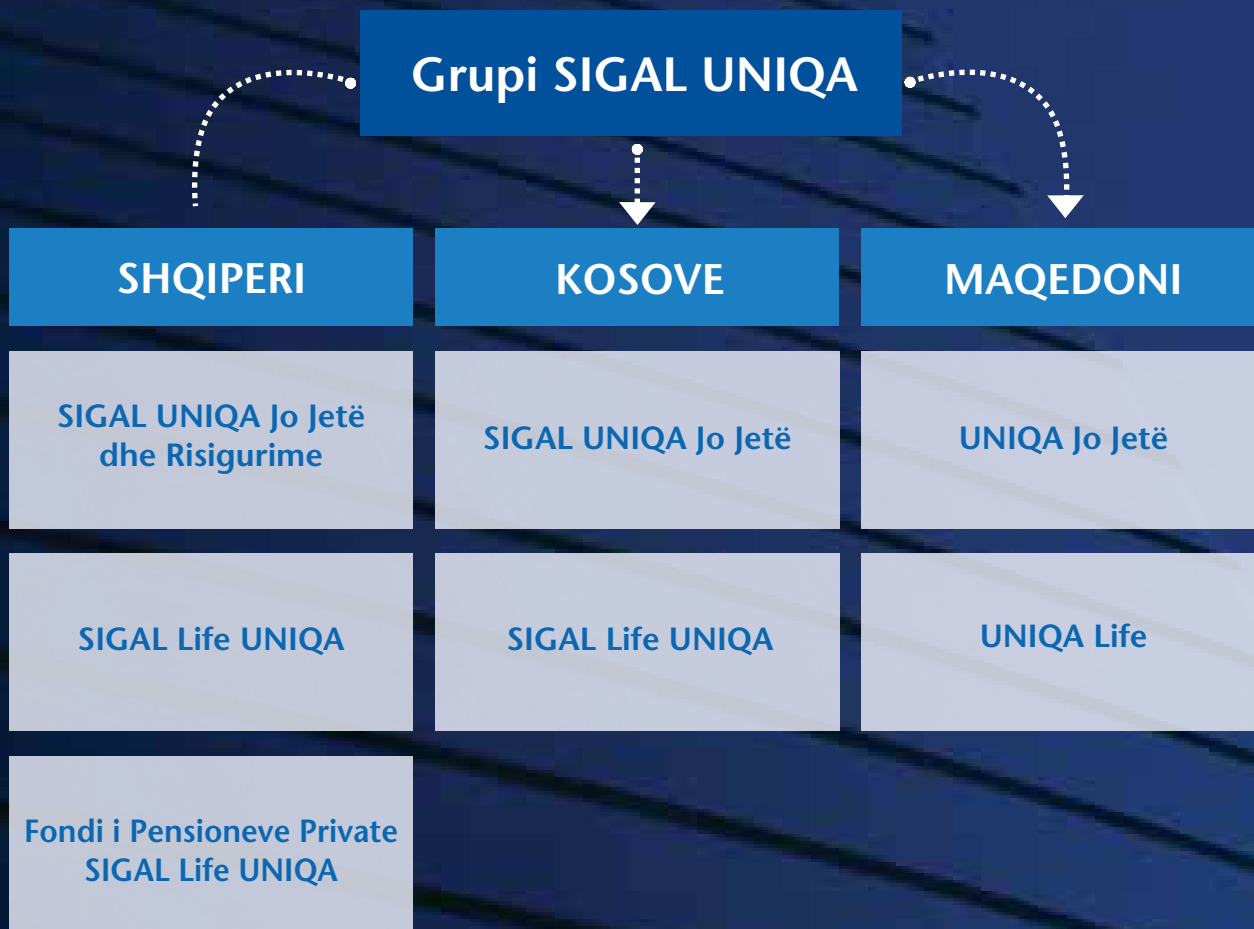 Grupi SIGAL UNIQA
SHQIPERI
KOSOVE
MAQEDONI
SIGAL UNIQA Jo Jetë
dhe Risigurime
SIGAL UNIQA Jo Jetë
UNIQA Jo Jetë
SIGAL Life UNIQA
SIGAL Life UNIQA
UNIQA Life
Fondi i Pensioneve Private
SIGAL Life UNIQA